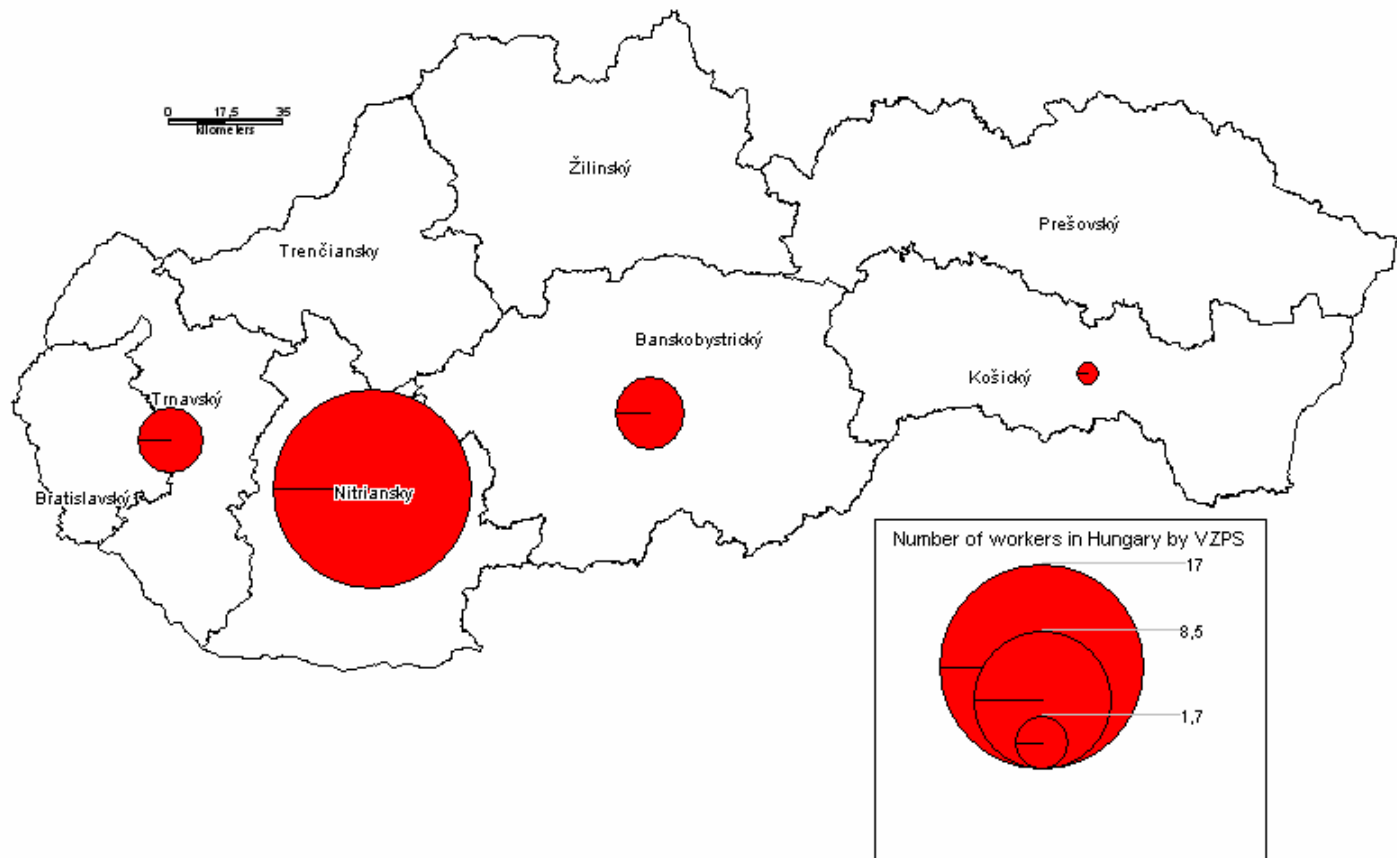 0 17,5 35
kilometers
Žilinský
Prešovský
Trenčiansky
Banskobystrický
Košický
Trnavský
Bratislavský
Nitriansky
Number of workers in Hungary by VZPS
17
8,5
1,7